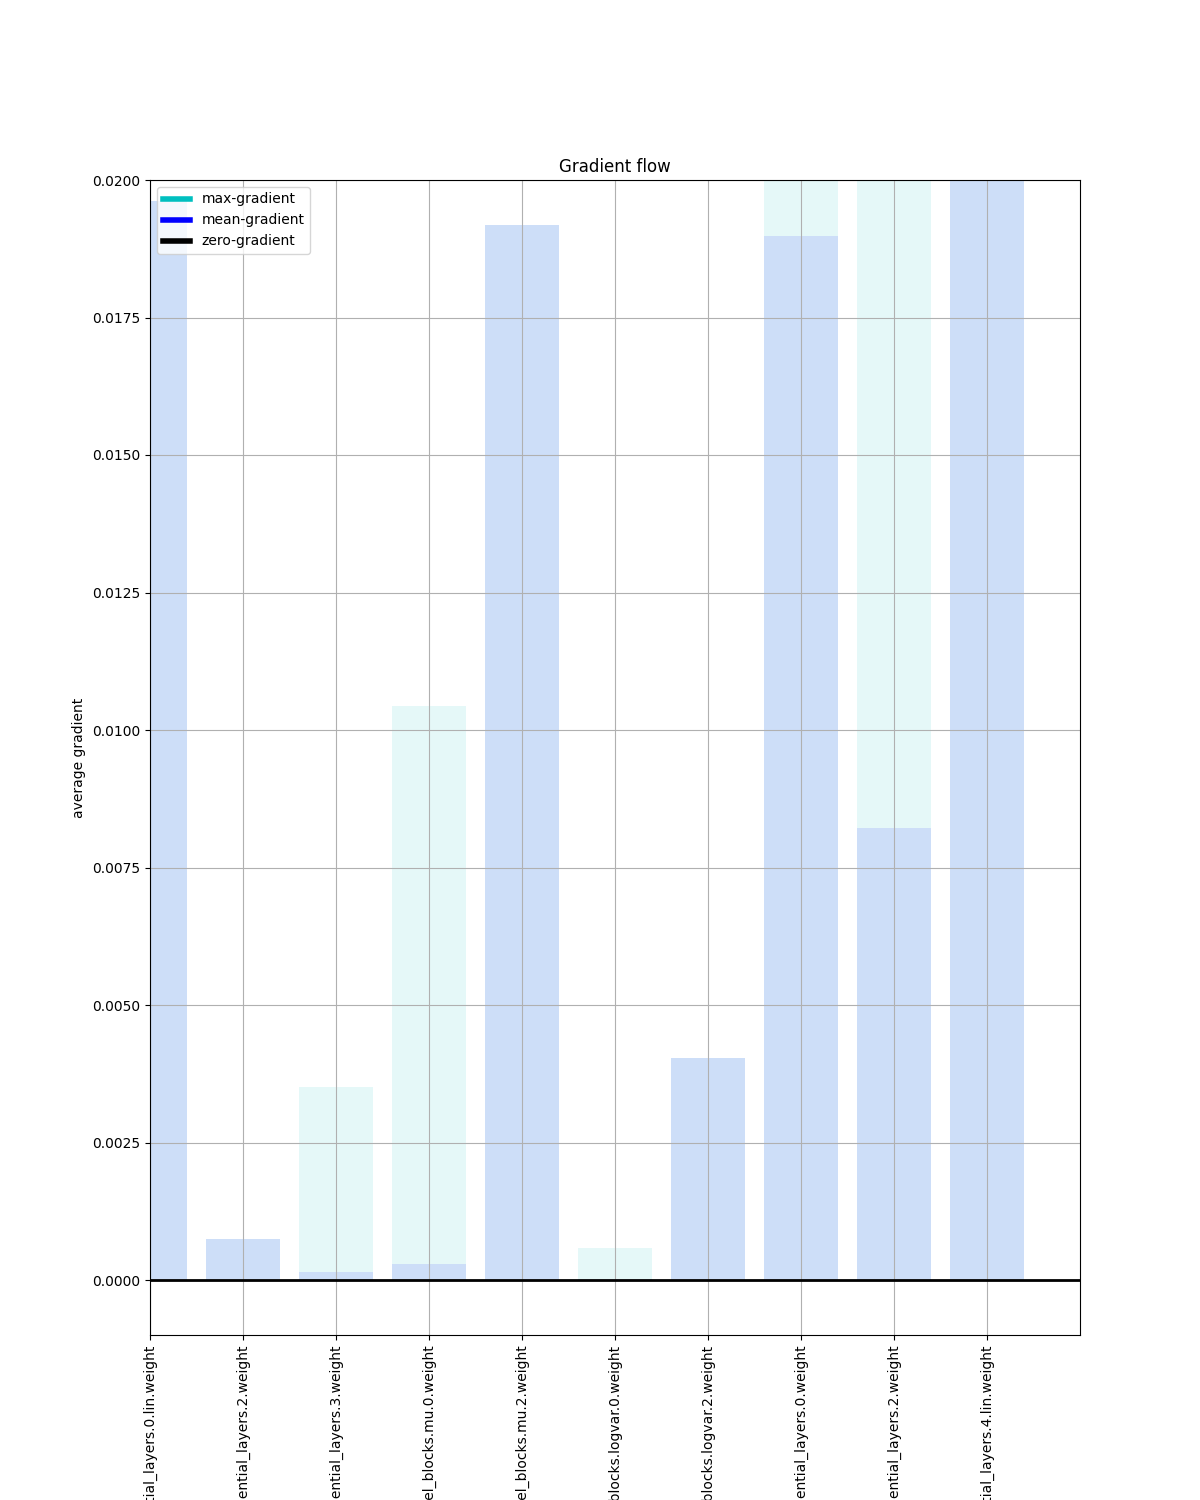 Gradient flow
max-gradient
mean-gradient
zero-gradient
average gradient
0.0200
0.0175
0.0150
0.0125
0.0100
0.0075
0.0050
0.0025
0.0000
tial_layers.0.lin.weight
ential_layers.2.weight
ential_layers.3.weight
el_blocks.mu.0.weight
el_blocks.mu.2.weight
blocks.logvar.0.weight
blocks.logvar.2.weight
ential_layers.0.weight
ential_layers.2.weight
tial_layers.4.lin.weight